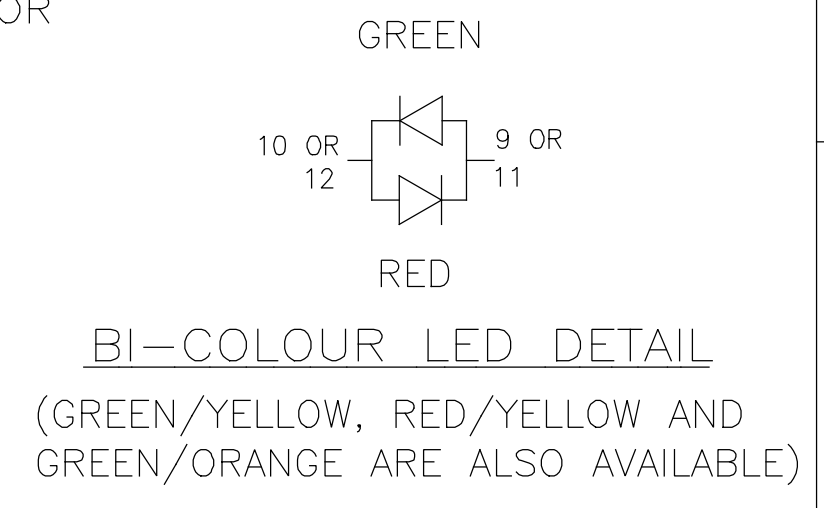 OR
GREEN
10 OR 9 OR
12 11
RED
BI-COLOUR LED DETAIL
(GREEN/YELLOW, RED/YELLOW AND
GREEN/ORANGE ARE ALSO AVAILABLE)